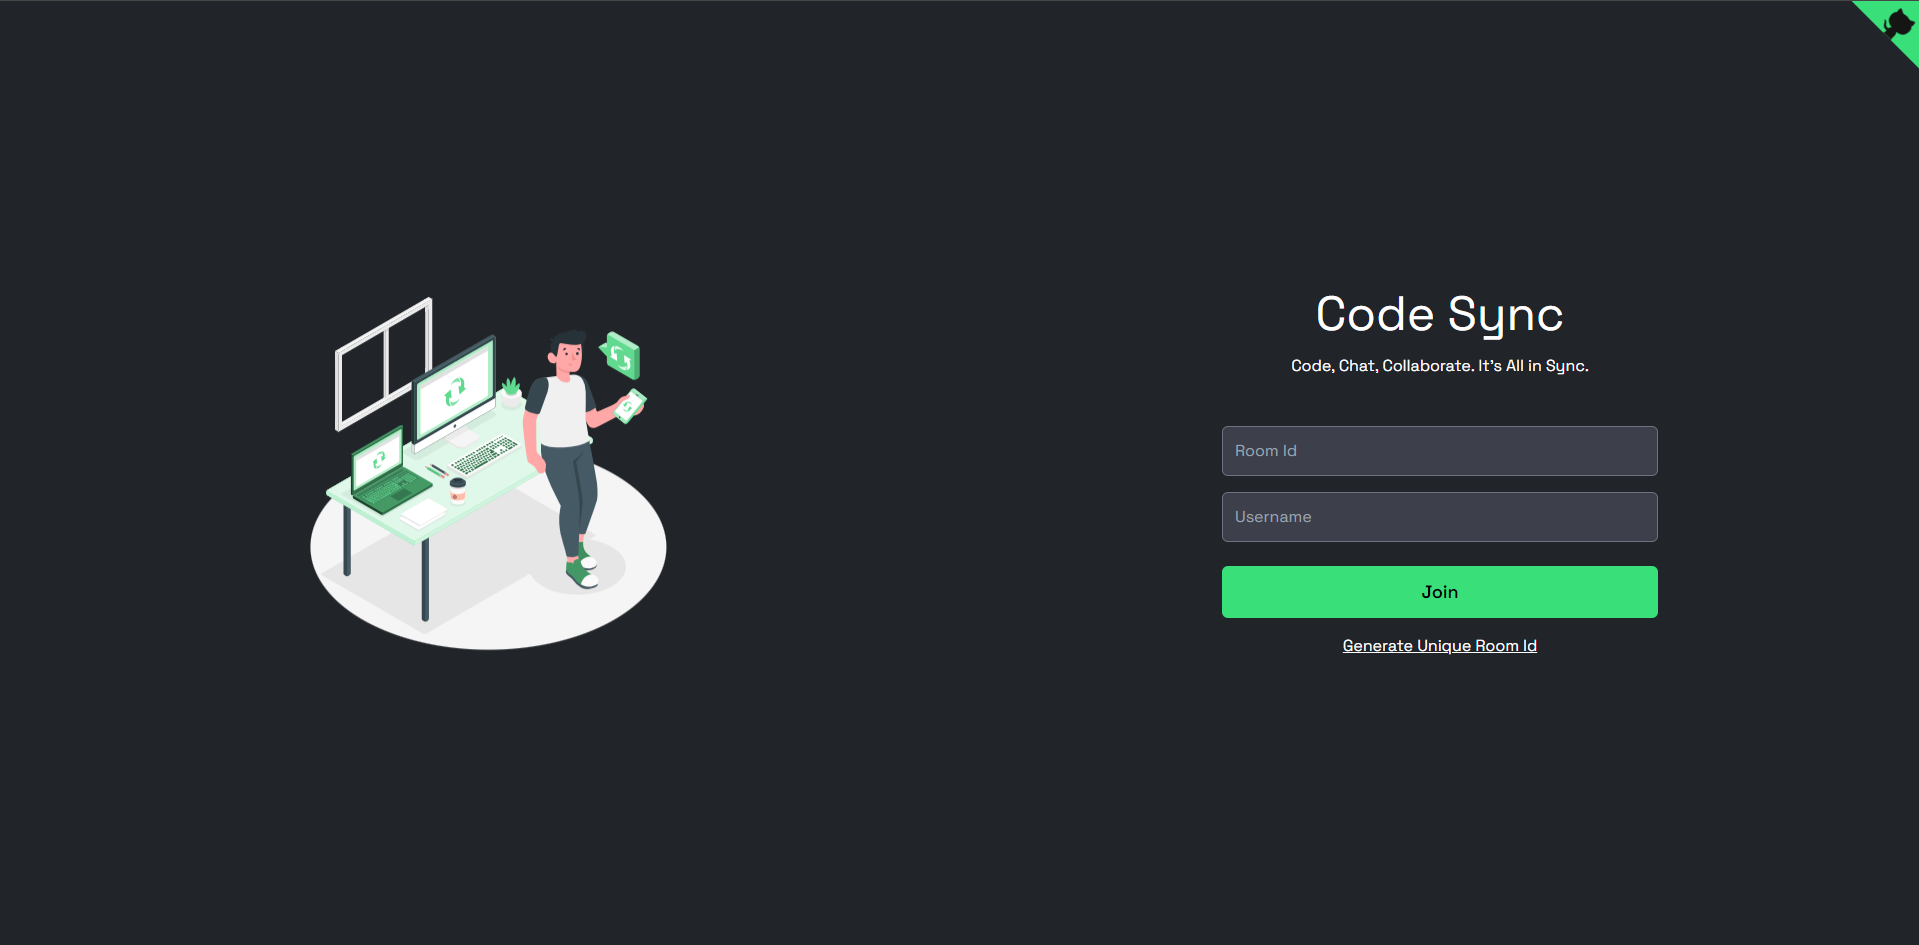 Code Sync
Code, Chat, Collaborate. It's All in Sync.
Room Id
Username
Join
Generate Unique Room Id